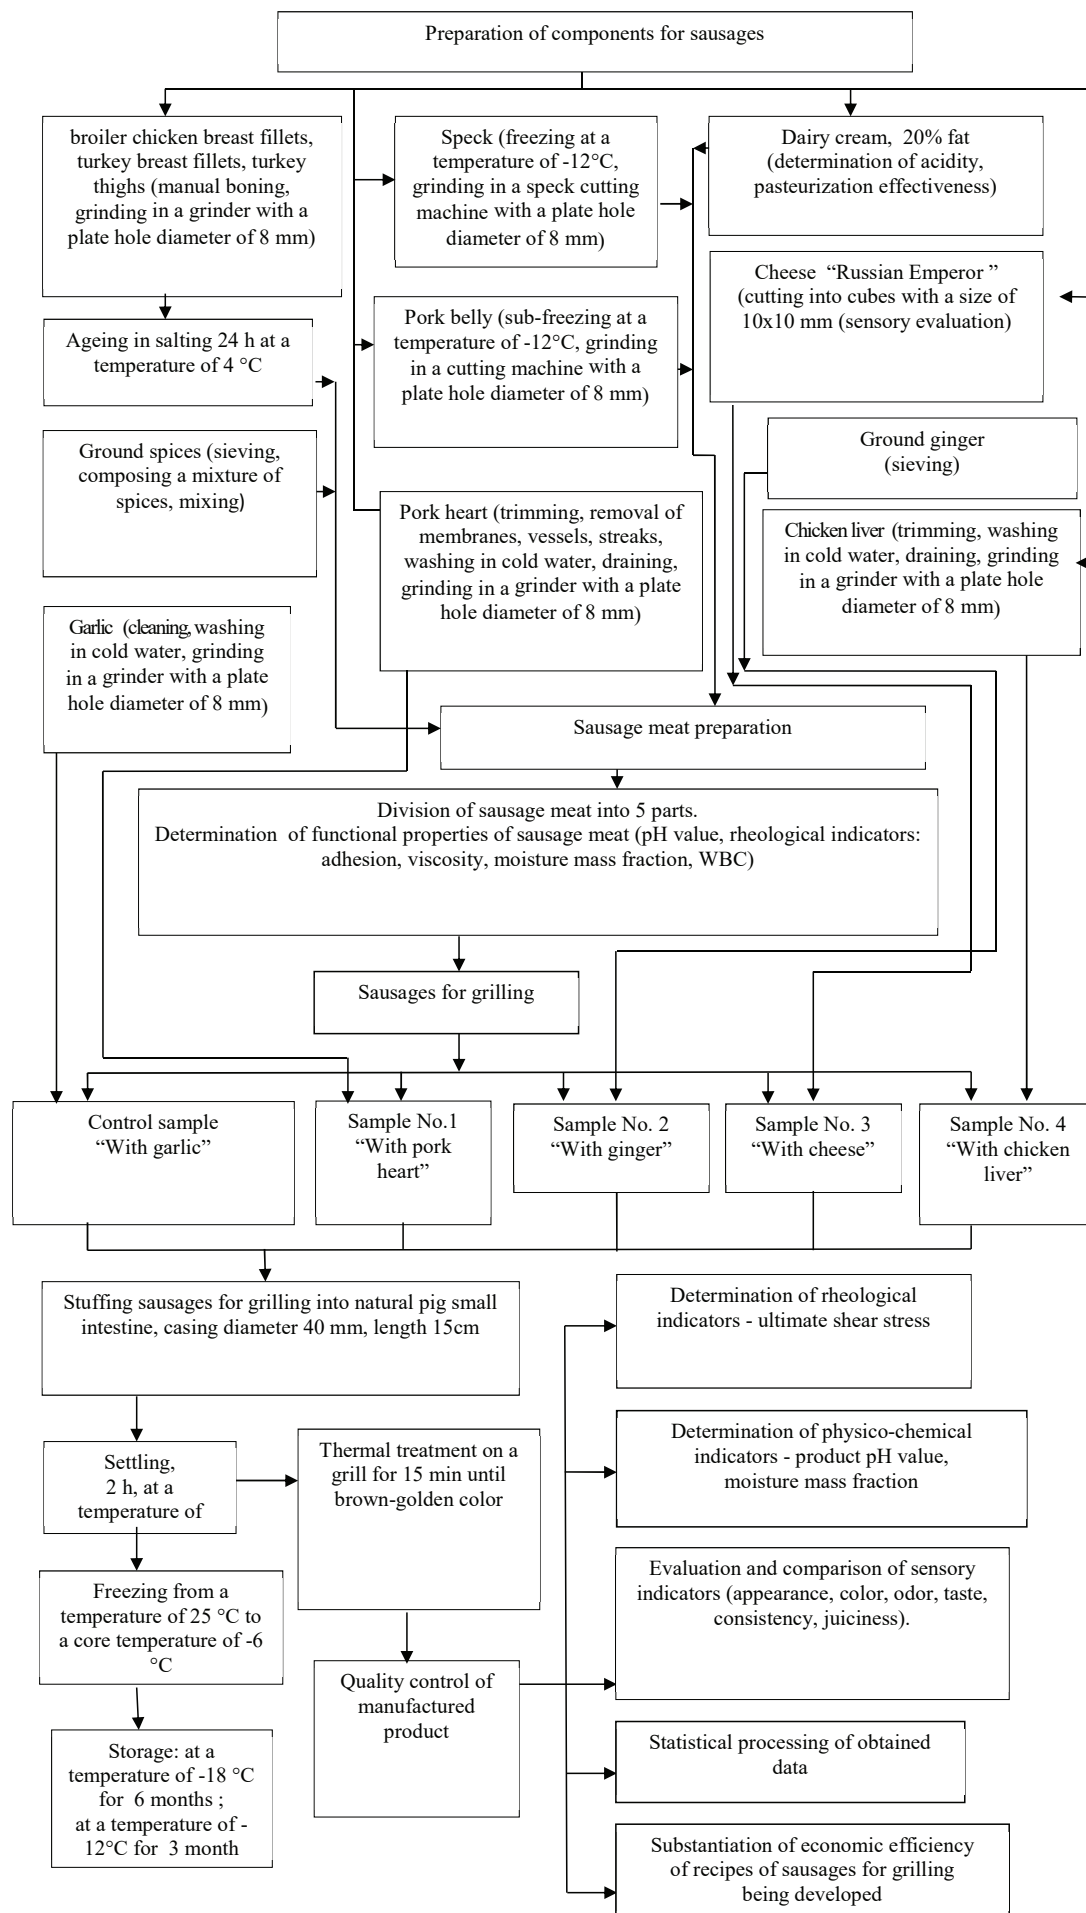 Preparation of components for sausages
broiler chicken breast fillets,
turkey breast fillets, turkey
thighs (manual boning,
grinding in a grinder with a
plate hole diameter of 8 mm)
Speck (freezing at a
temperature of -12°C,
grinding in a speck cutting
machine with a plate hole
diameter of 8 mm)
Dairy cream, 20% fat
(determination of acidity,
pasteurization effectiveness)
Cheese “Russian Emperor ”
(cutting into cubes with a size of
10x10 mm (sensory evaluation)
Ageing in salting 24 h at a
temperature of 4 °C
Pork belly (sub-freezing at a
temperature of -12°C, grinding
in a cutting machine with a
plate hole diameter of 8 mm)
Ground spices (sieving,
composing a mixture of
spices, mixing)
Ground ginger
(sieving)
Pork heart (trimming, removal of
membranes, vessels, streaks,
washing in cold water, draining,
grinding in a grinder with a plate
hole diameter of 8 mm)
Chicken liver (trimming, washing
in cold water, draining, grinding
in a grinder with a plate hole
diameter of 8 mm)
Garlic (cleaning, washing
in cold water, grinding
in a grinder with a plate
hole diameter of 8 mm)
Sausage meat preparation
Division of sausage meat into 5 parts.
Determination of functional properties of sausage meat (pH value, rheological indicators:
adhesion, viscosity, moisture mass fraction, WBC)
Sausages for grilling
Control sample
“With garlic”
Sample No.1
“With pork
heart”
Sample No. 2
“With ginger”
Sample No. 3
“With cheese”
Sample No. 4
“With chicken
liver”
Stuffing sausages for grilling into natural pig small
intestine, casing diameter 40 mm, length 15cm
Determination of rheological
indicators - ultimate shear stress
Determination of physico-chemical
indicators - product pH value,
moisture mass fraction
Settling,
2 h, at a
temperature of
Thermal treatment on a
grill for 15 min until
brown-golden color
Evaluation and comparison of sensory
indicators (appearance, color, odor, taste,
consistency, juiciness).
Freezing from a
temperature of 25 °C to
a core temperature of -6
°C
Quality control of
manufactured
product
Storage: at a
temperature of -18 °C
for 6 months ;
at a temperature of -
12°C for 3 month
Statistical processing of obtained
data
Substantiation of economic efficiency
of recipes of sausages for grilling
being developed